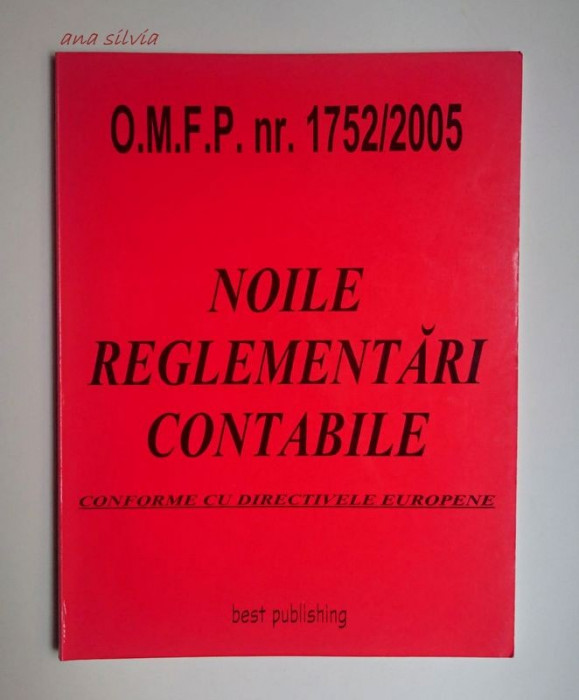 ana silvia
O.M.F.P. nr. 1752/2005
NOILE
REGLEMENTĂRI
CONTABILE
CONFORME CU DIRECTIVELE EUROPENE
best publishing